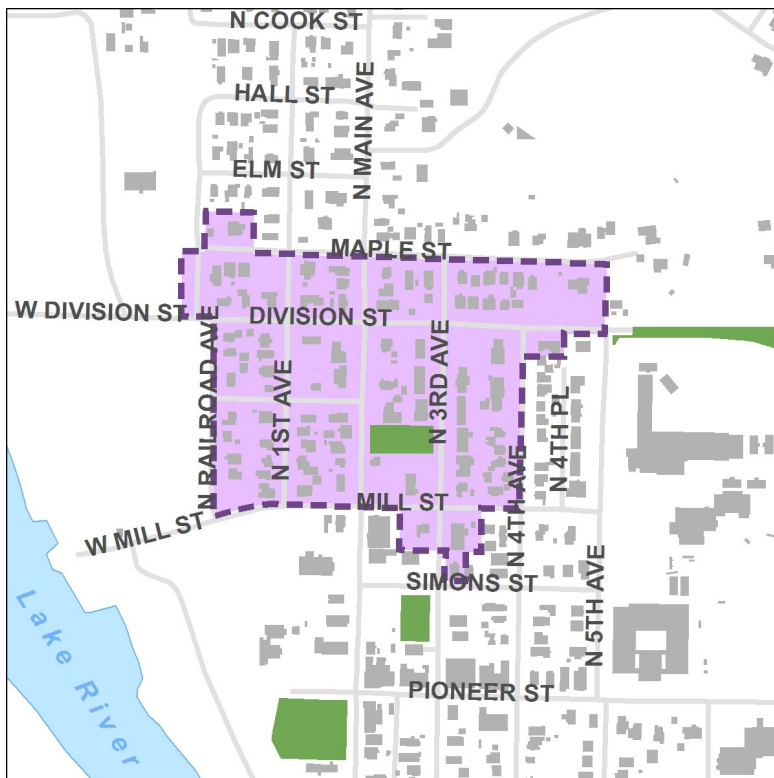 N COOK ST
HALL ST
N MAIN AVE
ELM ST
MAPLE ST
W DIVISION ST
DIVISION ST
N RAILROAD AVE
N 1ST AVE
N 3RD AVE
N 4TH PL
N 4TH AVE
MILL ST
W MILL ST
SIMONS ST
N 5TH AVE
Lake River
PIONEER ST